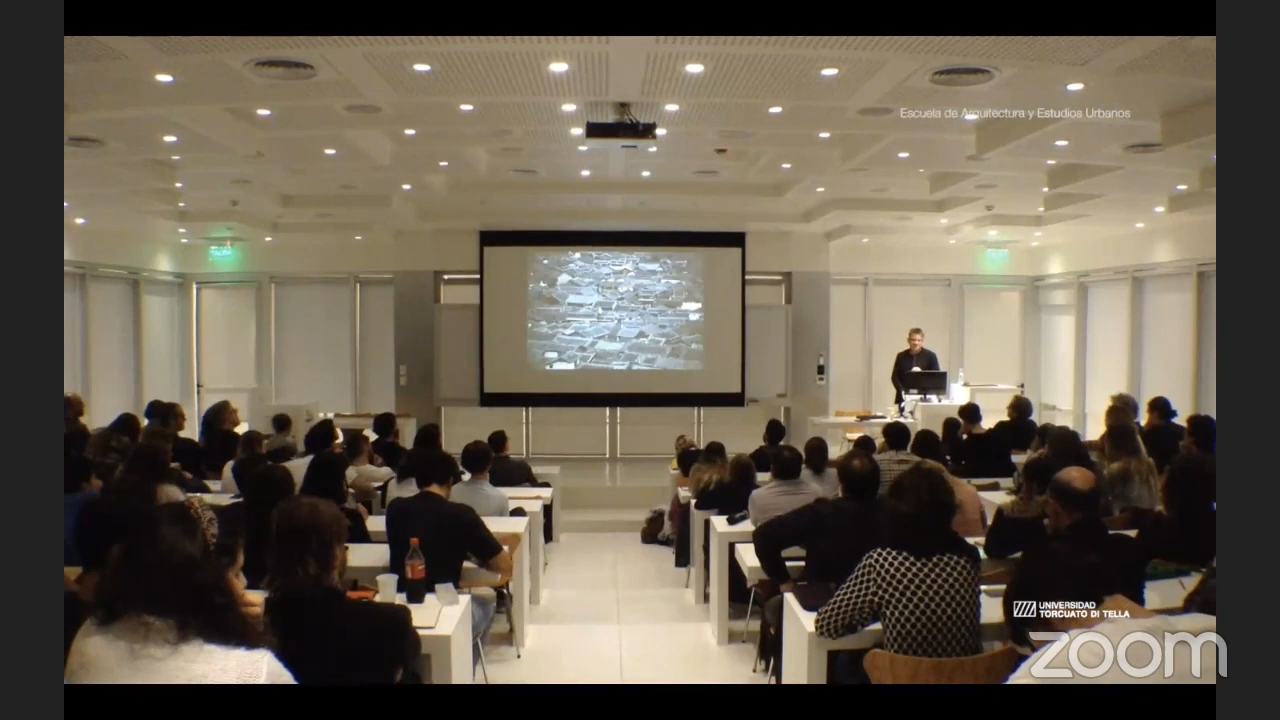 Escuela de Arquitectura y Estudios Urbanos
UNIVERSIDAD
TORCUATO DI TELLA
zoom